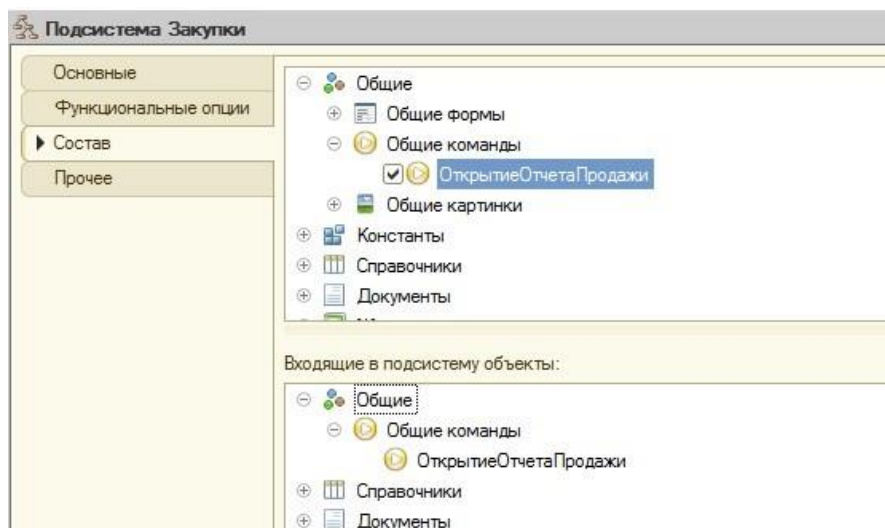 Подсистема Закупки
Основные
Функциональные опции
Состав
Прочее
Общие
Общие формы
Общие команды
ОткрытиеОтчетаПродажи
Общие картинки
Константы
Справочники
Документы
Входящие в подсистему объекты:
Общие
Общие команды
ОткрытиеОтчетаПродажи
Справочники
Документы